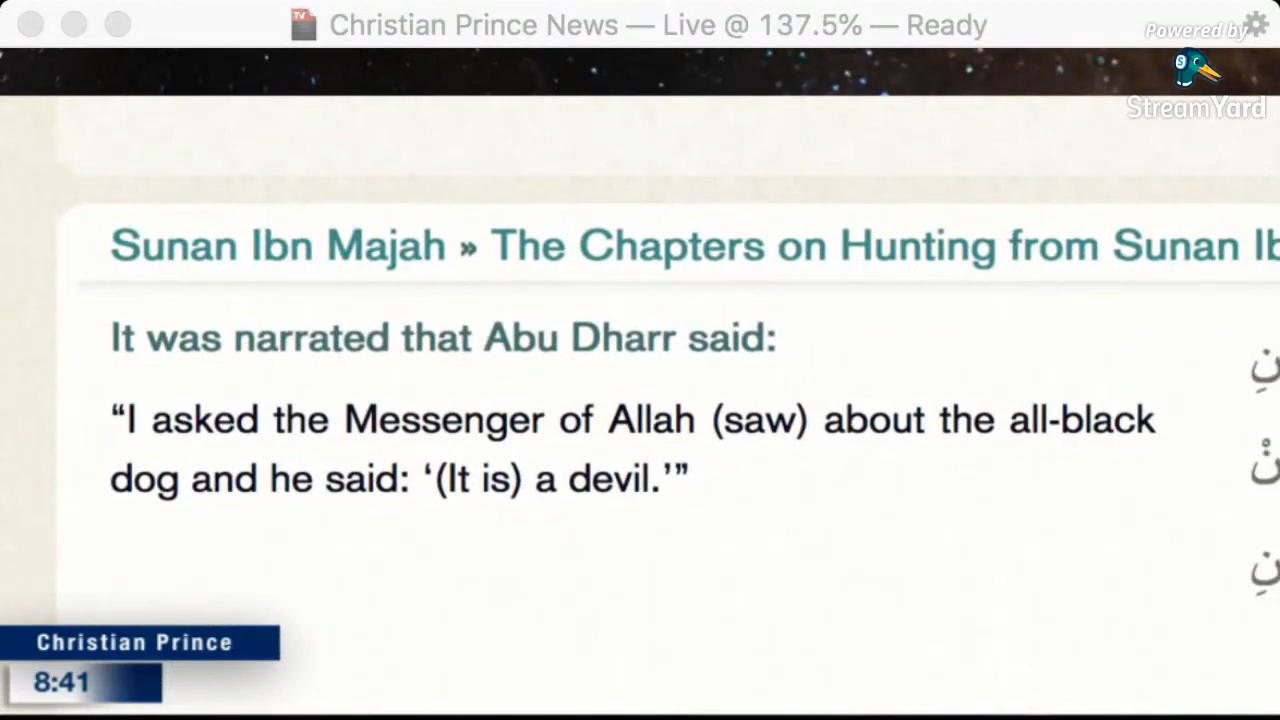 Christian Prince News — Live @ 137.5% — Ready
Powered by
StreamYard
Sunan Ibn Majah » The Chapters on Hunting from Sunan Ib
It was narrated that Abu Dharr said:
“I asked the Messenger of Allah (saw) about the all-black
dog and he said: ‘(It is) a devil.’”
Christian Prince
8:41